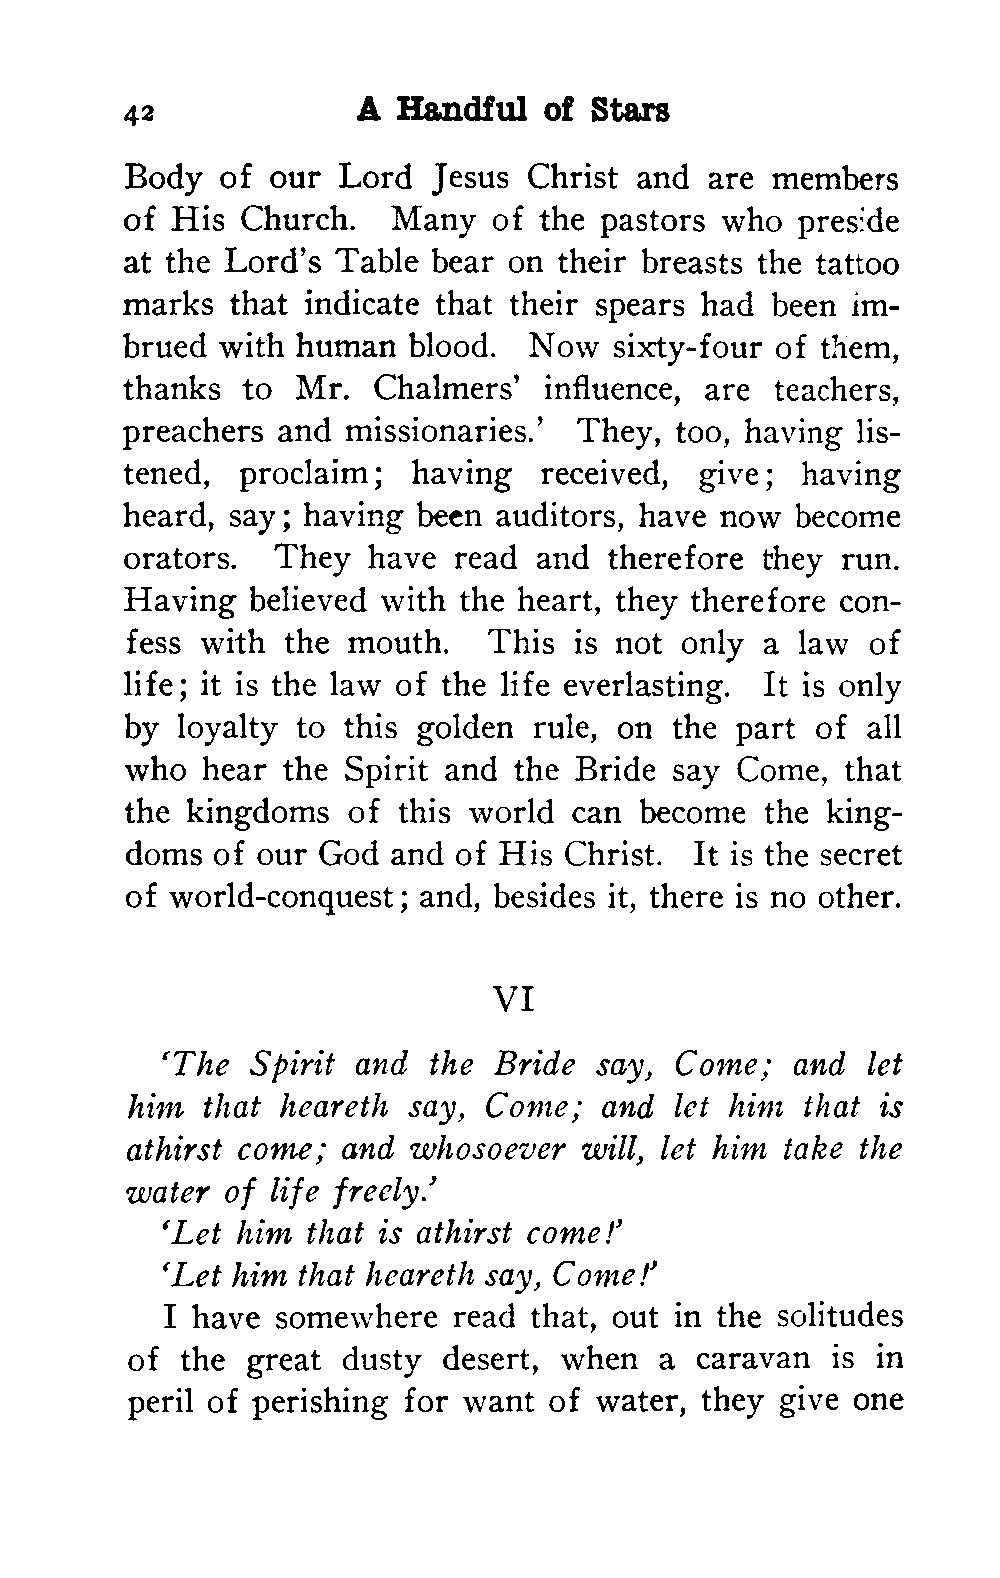 42 A Handful of Stars
Body of our Lord Jesus Christ and are members
of His Church. Many of the pastors who preside
at the Lord's Table bear on their breasts the tattoo
marks that indicate that their spears had been im-
brued with human blood. Now sixty-four of them,
thanks to Mr. Chalmers' influence, are teachers,
preachers and missionaries.' They, too, having lis-
tened, proclaim; having received, give; having
heard, say; having been auditors, have now become
orators. They have read and therefore they run.
Having believed with the heart, they therefore con-
fess with the mouth. This is not only a law of
life; it is the law of the life everlasting. It is only
by loyalty to this golden rule, on the part of all
who hear the Spirit and the Bride say Come, that
the kingdoms of this world can become the king-
doms of our God and of His Christ. It is the secret
of world-conquest; and, besides it, there is no other.
VI
'The Spirit and the Bride say, Come; and let
him that heareth say, Come; and let him that is
athirst come; and whosoever will, let him take the
water of life freely.'
'Let him that is athirst come!'
'Let him that heareth say, Come!'
I have somewhere read that, out in the solitudes
of the great dusty desert, when a caravan is in
peril of perishing for want of water, they give one